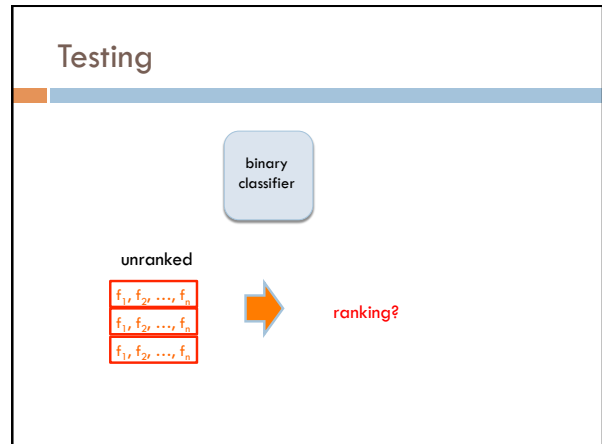 Testing
binary
classifier
unranked
f₁, f₂, ..., fₙ
f₁, f₂, ..., fₙ
f₁, f₂, ..., fₙ
ranking?